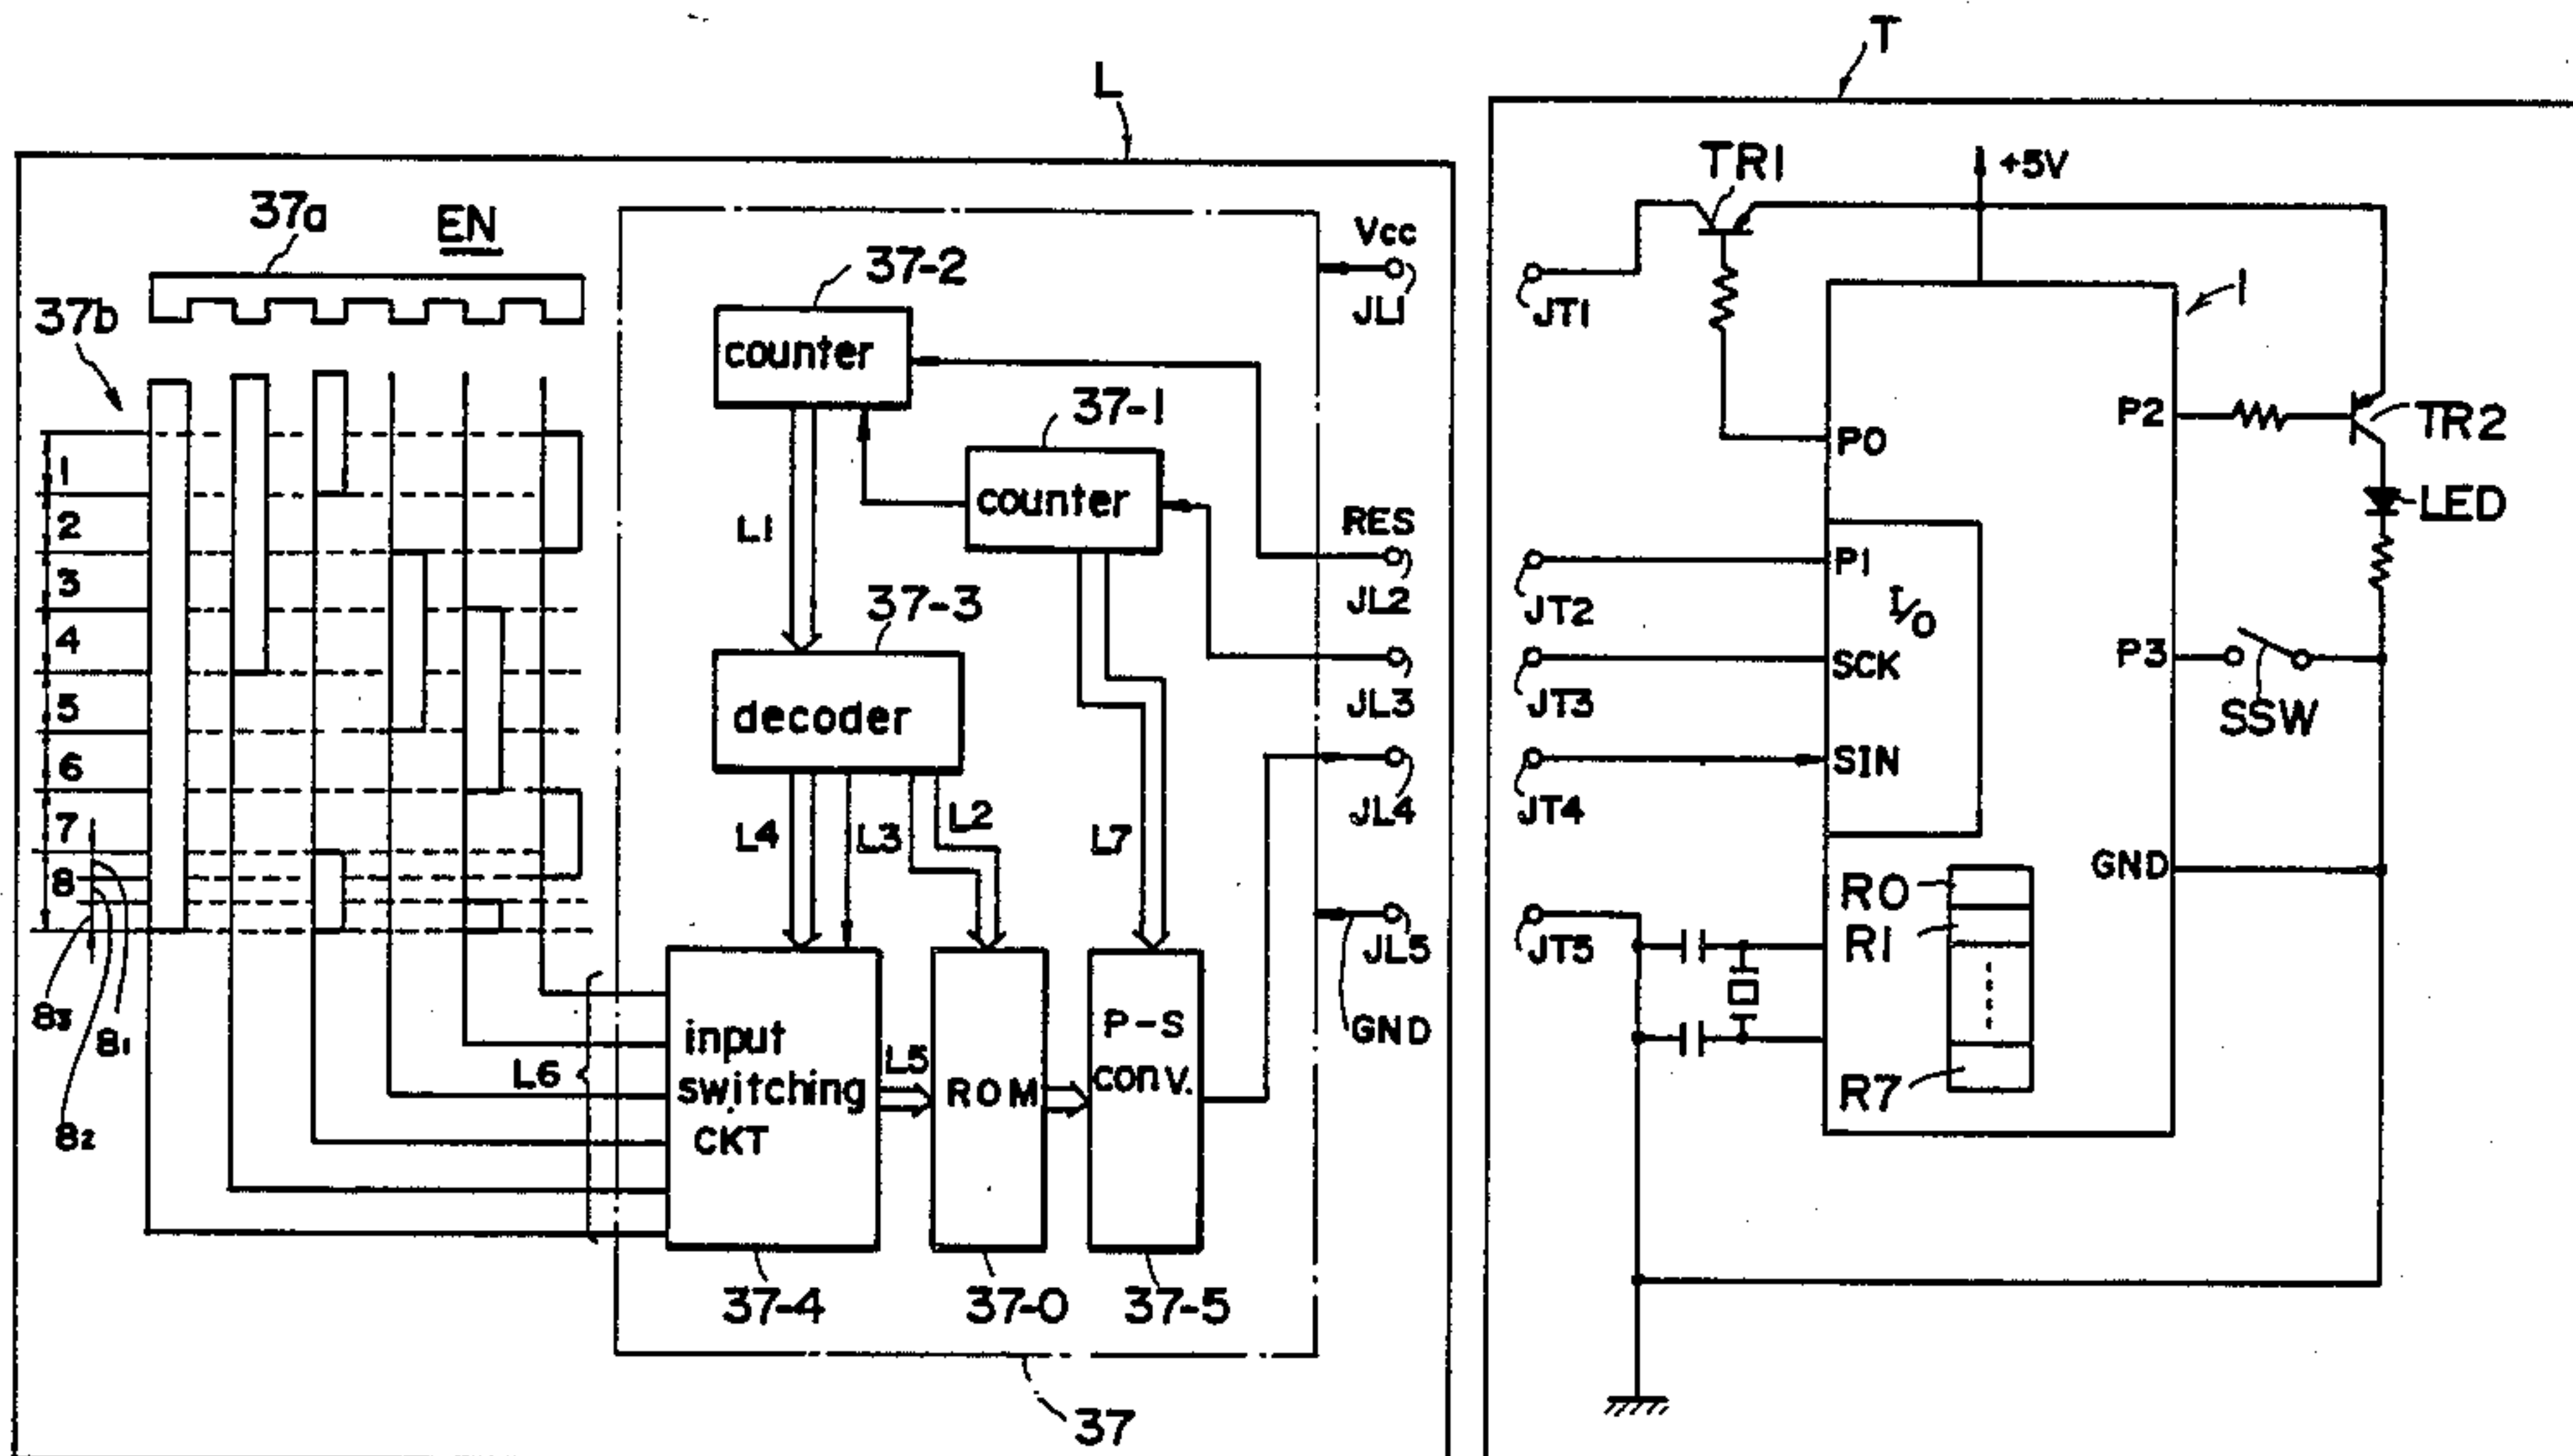 L
T
37a
EN
37b
1
2
3
4
5
6
7
8
83
81
82
37-2
counter
37-1
counter
L1
37-3
decoder
L4
L3
L2
L7
L6
input
switching
CKT
L5
ROM
P-S
conv.
37-4
37-0
37-5
37
Vcc
JL1
RES
JL2
JL3
JL4
JL5
GND
JT1
JT2
JT3
JT4
JT5
TR1
+5V
1
P0
P2
TR2
LED
P1
I/O
SCK
P3
SSW
SIN
GND
R0
R1
R7